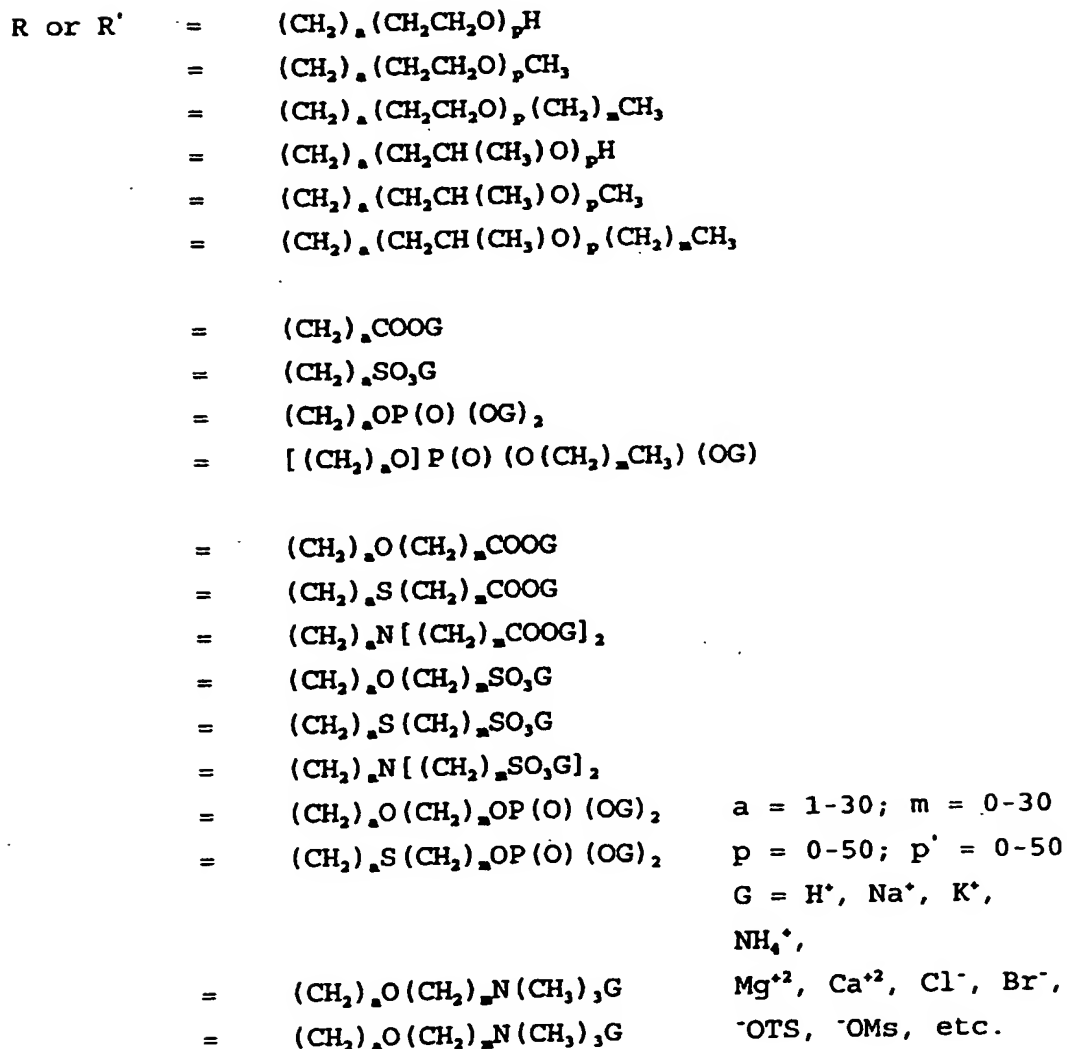 R or R' = (CH₂)ₐ(CH₂CH₂O)ₚH
= (CH₂)ₐ(CH₂CH₂O)ₚCH₃
= (CH₂)ₐ(CH₂CH₂O)ₚ(CH₂)ₘCH₃
= (CH₂)ₐ(CH₂CH(CH₃)O)ₚH
= (CH₂)ₐ(CH₂CH(CH₃)O)ₚCH₃
= (CH₂)ₐ(CH₂CH(CH₃)O)ₚ(CH₂)ₘCH₃
= (CH₂)ₐCOOG
= (CH₂)ₐSO₃G
= (CH₂)ₐOP(O)(OG)₂
= [(CH₂)ₐO]P(O)(O(CH₂)ₘCH₃)(OG)
= (CH₂)ₐO(CH₂)ₘCOOG
= (CH₂)ₐS(CH₂)ₘCOOG
= (CH₂)ₐN[(CH₂)ₘCOOG]₂
= (CH₂)ₐO(CH₂)ₘSO₃G
= (CH₂)ₐS(CH₂)ₘSO₃G
= (CH₂)ₐN[(CH₂)ₘSO₃G]₂
= (CH₂)ₐO(CH₂)ₘOP(O)(OG)₂ a = 1-30; m = 0-30
= (CH₂)ₐS(CH₂)ₘOP(O)(OG)₂ p = 0-50; p' = 0-50
G = H⁺, Na⁺, K⁺,
NH₄⁺,
= (CH₂)ₐO(CH₂)ₘN(CH₃)₃G Mg⁺², Ca⁺², Cl⁻, Br⁻,
= (CH₂)ₐO(CH₂)ₘN(CH₃)₃G ⁻OTS, ⁻OMs, etc.